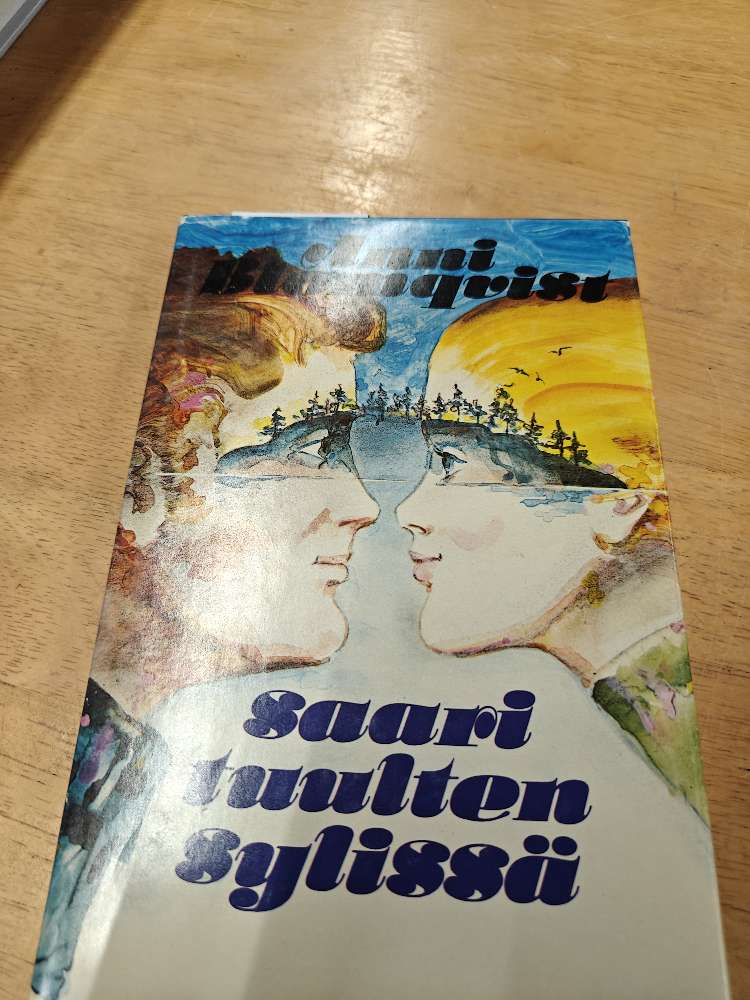 Anni
Blomqvist
saari
tuulten
sylissä